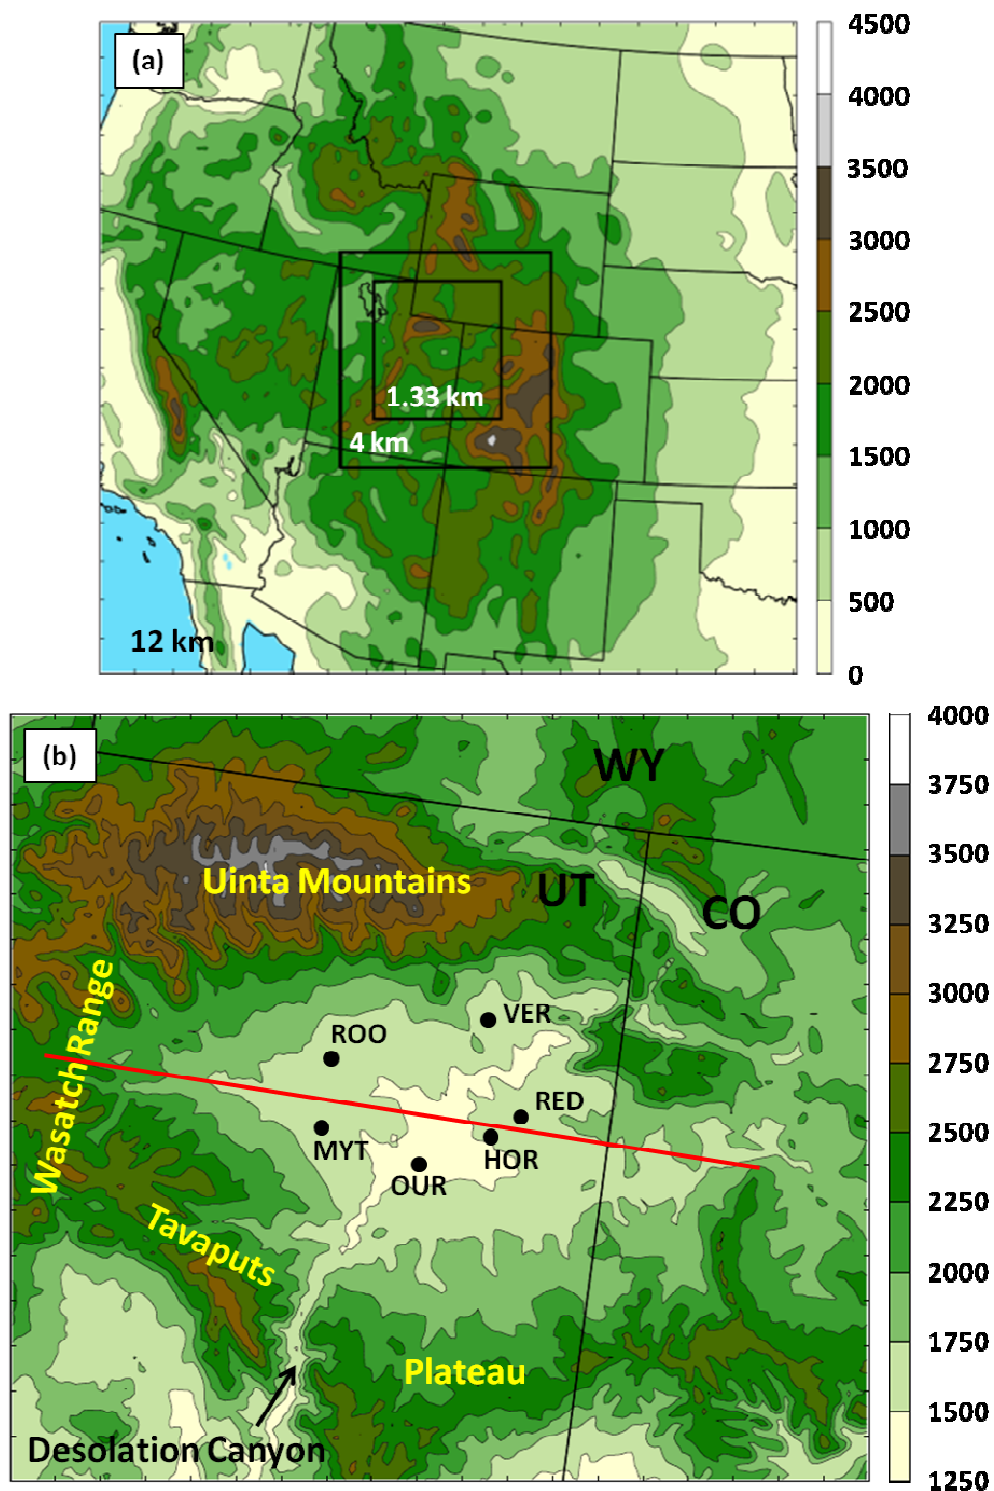 (a)
1.33 km
4 km
12 km
4500
4000
3500
3000
2500
2000
1500
1000
500
0
(b)
WY
Uinta Mountains
UT
CO
Wasatch Range
VER
ROO
RED
MYT
HOR
OUR
Tavaputs
Plateau
Desolation Canyon
4000
3750
3500
3250
3000
2750
2500
2250
2000
1750
1500
1250